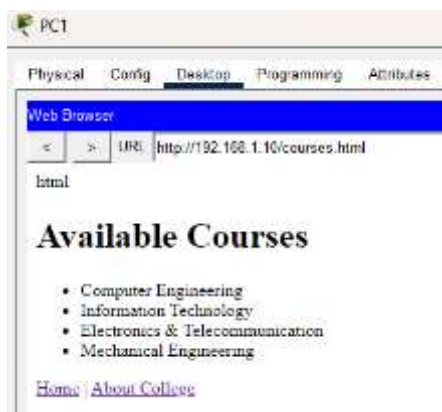 PC1
Physical Config Desktop Programming Attributes
Web Browser
< > URL http://192.168.1.10/courses.html
html
Available Courses
• Computer Engineering
• Information Technology
• Electronics & Telecommunication
• Mechanical Engineering
Home | About College